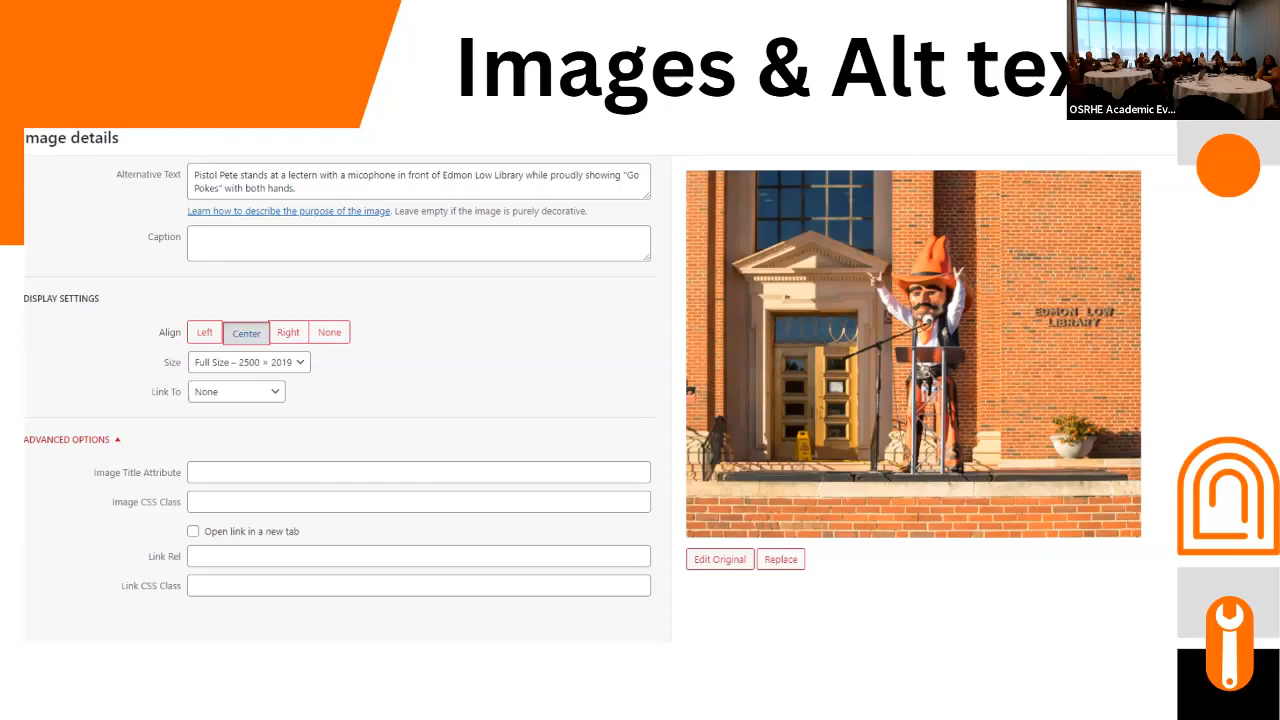 Images & Alt tex
OSRHE Academic Ev...
mage details
Alternative Text
Pistol Pete stands at a lectern with a micophone in front of Edmon Low Library while proudly showing "Go
Pokes" with both hands.
Learn how to describe the purpose of the image. Leave empty if the image is purely decorative.
Caption
DISPLAY SETTINGS
Align Left Center Right None
Size Full Size – 2500 × 2019
Link To None
ADVANCED OPTIONS
Image Title Attribute
Image CSS Class
Open link in a new tab
Link Rel
Link CSS Class
EDMON LOW
LIBRARY
Edit Original Replace